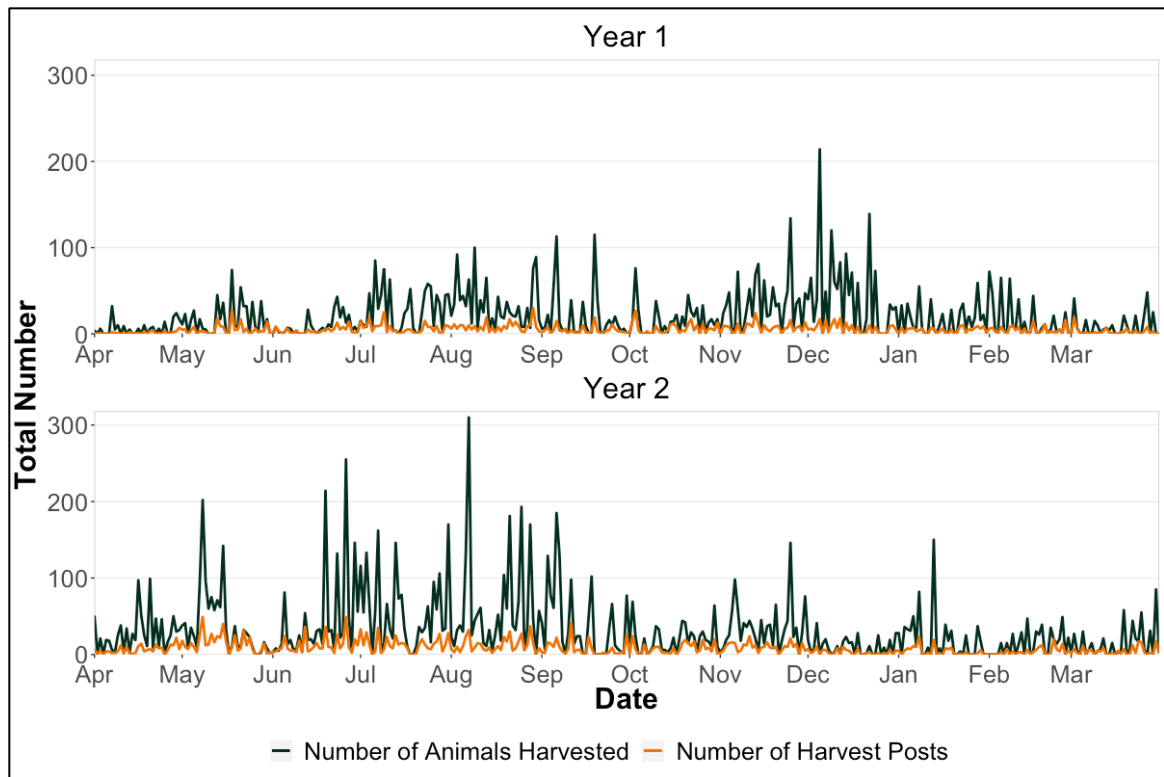 Year 1
300
200
100
0
Apr May Jun Jul Aug Sep Oct Nov Dec Jan Feb Mar
Year 2
300
200
100
0
Apr May Jun Jul Aug Sep Oct Nov Dec Jan Feb Mar
Total Number
Date
Number of Animals Harvested Number of Harvest Posts